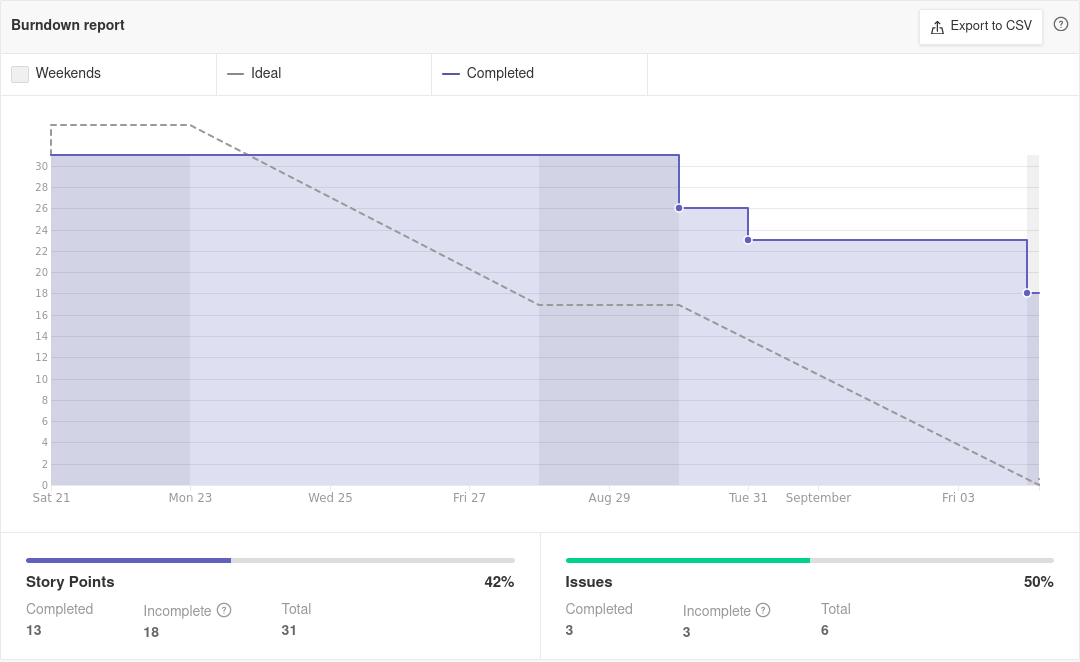 Burndown report
Export to CSV
Weekends
Ideal
Completed
30
28
26
24
22
20
18
16
14
12
10
8
6
4
2
0
Sat 21 Mon 23 Wed 25 Fri 27 Aug 29 Tue 31 September Fri 03
Story Points 42%
Completed Incomplete Total
13 18 31
Issues 50%
Completed Incomplete Total
3 3 6